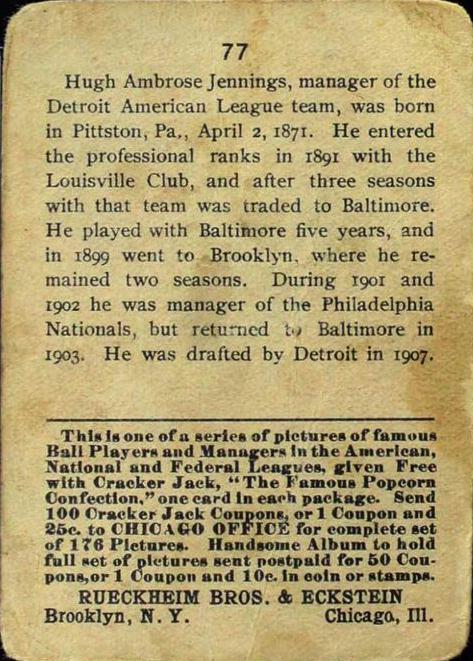 77
Hugh Ambrose Jennings, manager of the
Detroit American League team, was born
in Pittston, Pa., April 2, 1871. He entered
the professional ranks in 1891 with the
Louisville Club, and after three seasons
with that team was traded to Baltimore.
He played with Baltimore five years, and
in 1899 went to Brooklyn, where he re-
mained two seasons. During 1901 and
1902 he was manager of the Philadelphia
Nationals, but returned to Baltimore in
1903. He was drafted by Detroit in 1907.
This is one of a series of pictures of famous
Ball Players and Managers in the American,
National and Federal Leagues, given Free
with Cracker Jack, "The Famous Popcorn
Confection," one card in each package. Send
100 Cracker Jack Coupons, or 1 Coupon and
25c. to CHICAGO OFFICE for complete set
of 176 Pictures. Handsome Album to hold
full set of pictures sent postpaid for 50 Cou-
pons, or 1 Coupon and 10c. in coin or stamps.
RUECKHEIM BROS. & ECKSTEIN
Brooklyn, N. Y. Chicago, Ill.